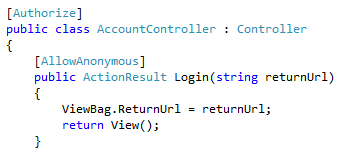 [Authorize]
public class AccountController : Controller
{
    [AllowAnonymous]
    public ActionResult Login(string returnUrl)
    {
        ViewBag.ReturnUrl = returnUrl;
        return View();
    }